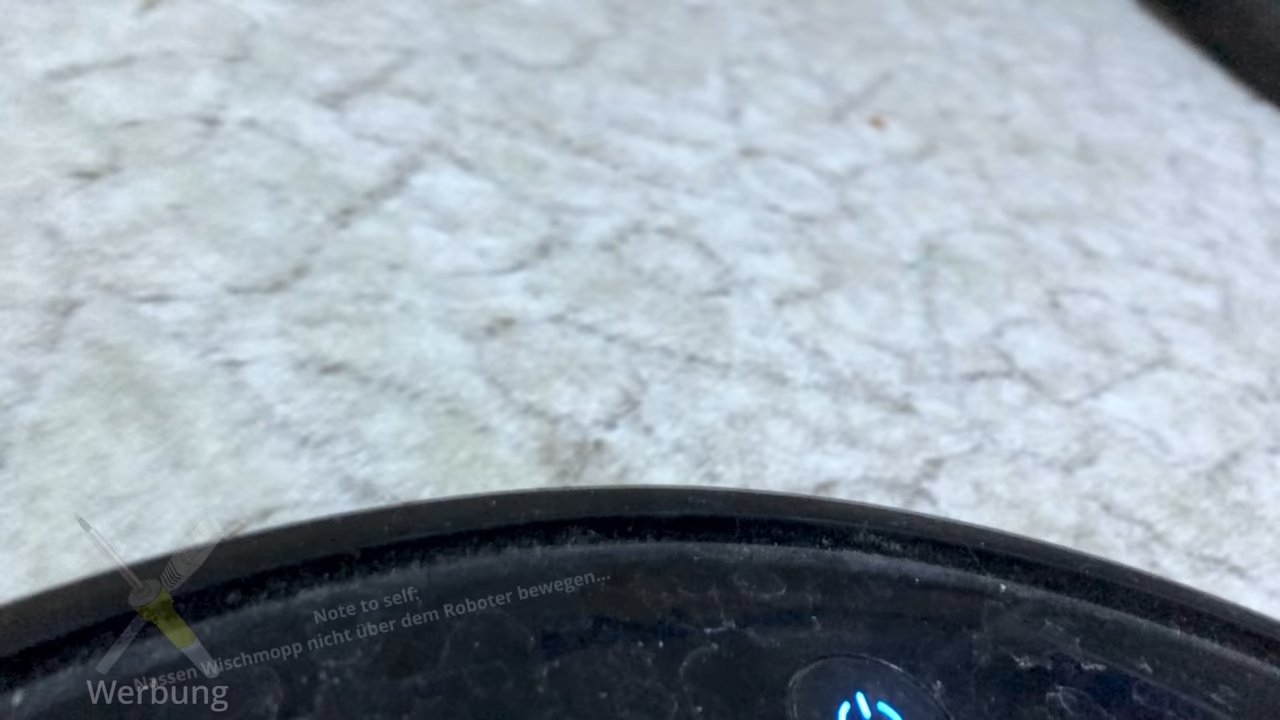 Note to self:
Nassen Wischmopp nicht über dem Roboter bewegen...
Werbung